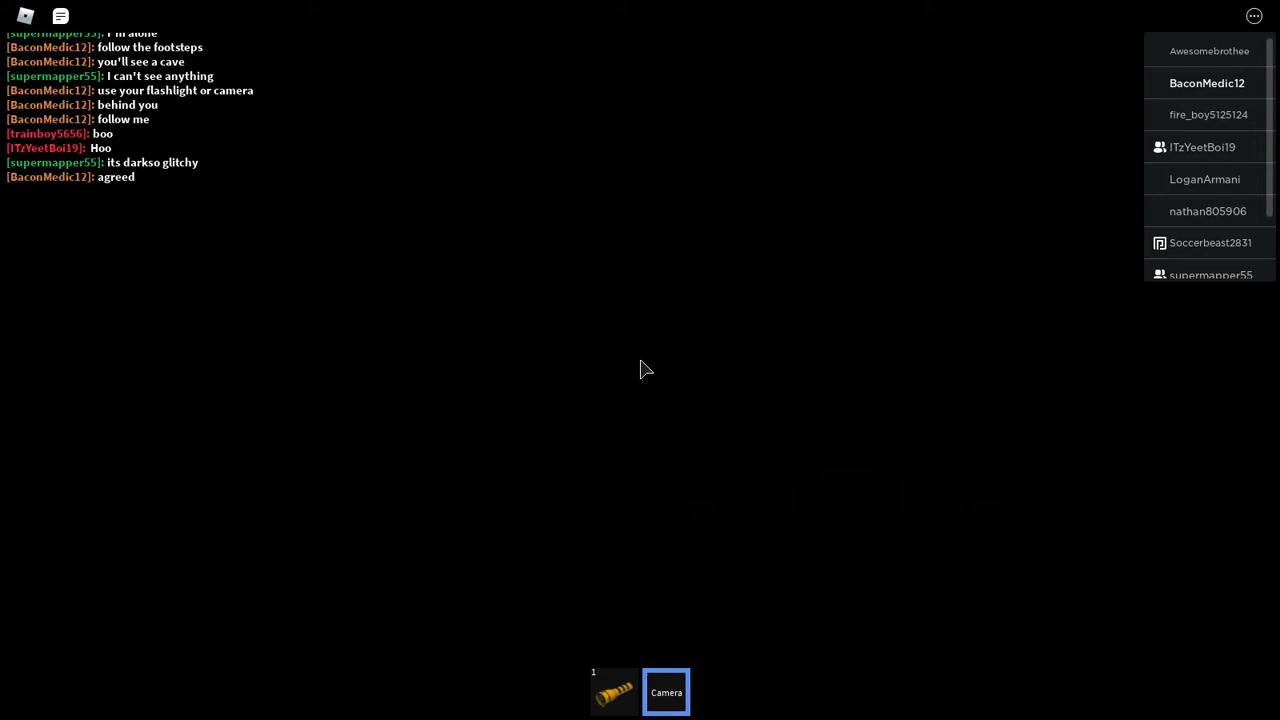 [supermapper55]: I'm alone
[BaconMedic12]: follow the footsteps
[BaconMedic12]: you'll see a cave
[supermapper55]: I can't see anything
[BaconMedic12]: use your flashlight or camera
[BaconMedic12]: behind you
[BaconMedic12]: follow me
[trainboy5656]: boo
[ITzYeetBoi19]: Hoo
[supermapper55]: its darkso glitchy
[BaconMedic12]: agreed
Awesomebrothee
BaconMedic12
fire_boy5125124
ITzYeetBoi19
LoganArmani
nathan805906
Soccerbeast2831
supermapper55
1
Camera